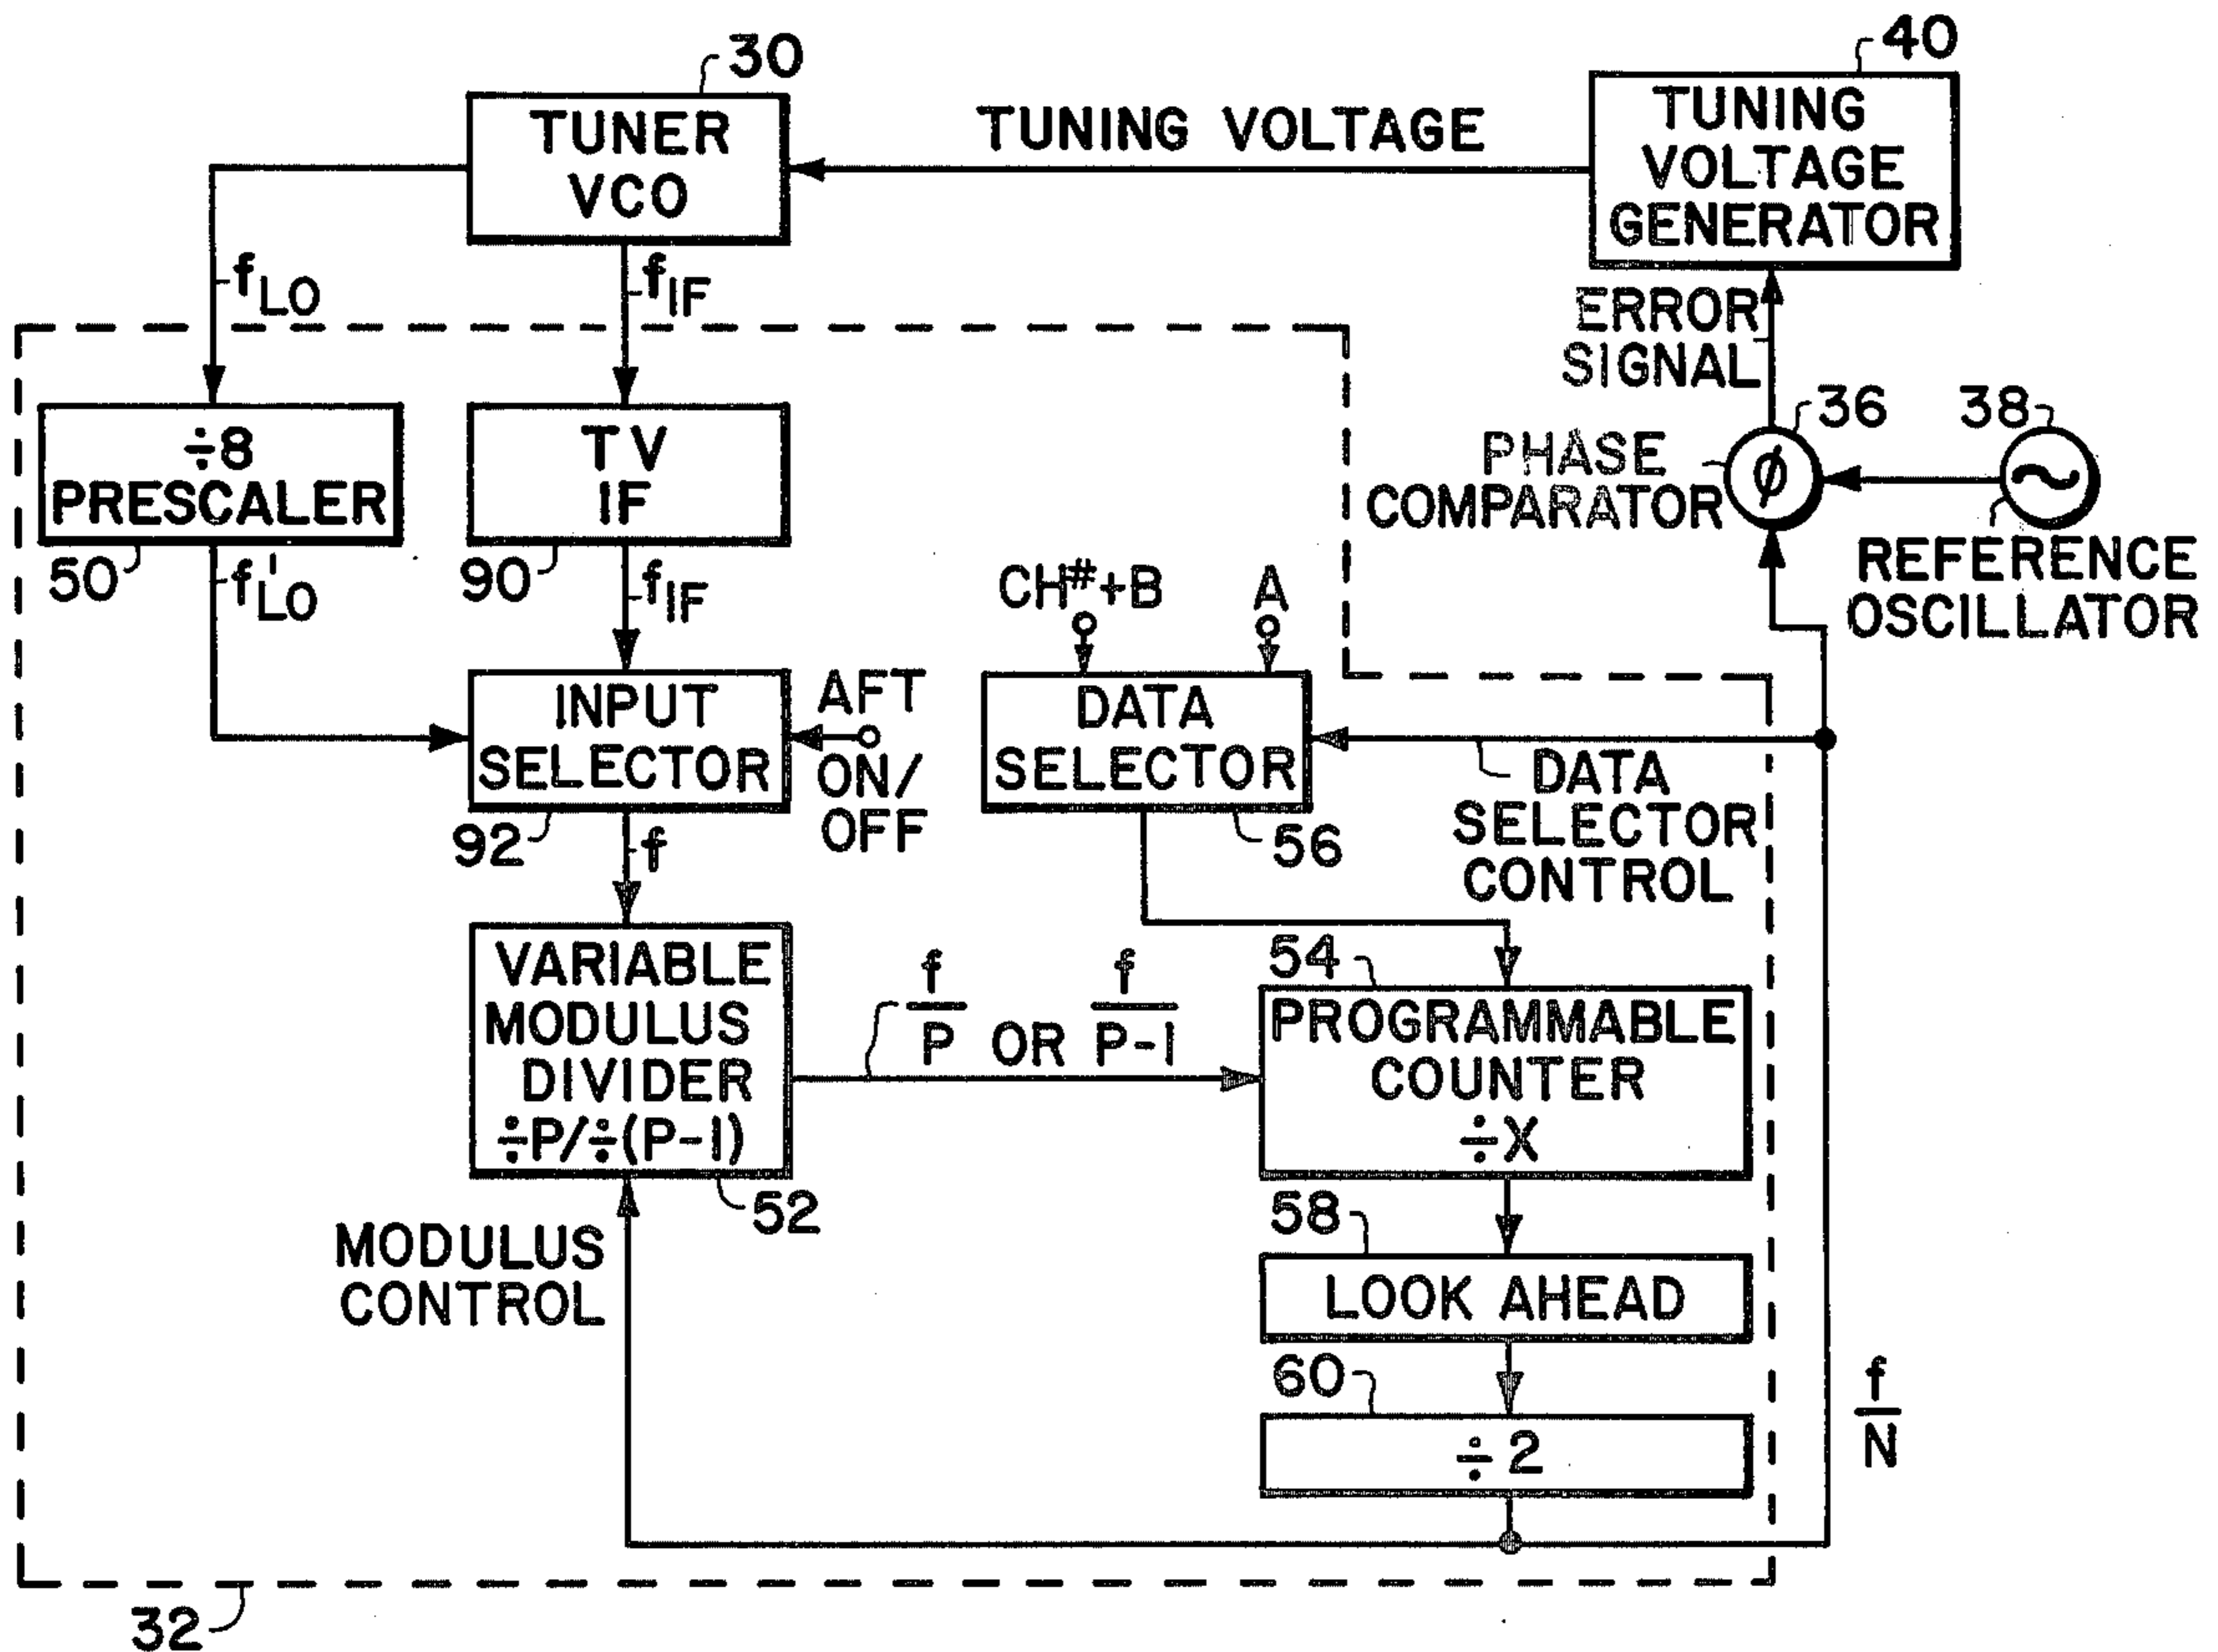 30
TUNER
VCO
TUNING VOLTAGE
40
TUNING
VOLTAGE
GENERATOR
fLO
fIF
ERROR
SIGNAL
÷8
PRESCALER
50
TV
IF
90
PHASE
COMPARATOR
36
ϕ
38
~
REFERENCE
OSCILLATOR
f'LO
fIF
CH#+B
A
INPUT
SELECTOR
92
AFT
ON/
OFF
DATA
SELECTOR
56
DATA
SELECTOR
CONTROL
f
VARIABLE
MODULUS
DIVIDER
÷P/÷(P-1)
52
f/P OR f/P-1
54
PROGRAMMABLE
COUNTER
÷X
MODULUS
CONTROL
58
LOOK AHEAD
60
÷2
f/N
32